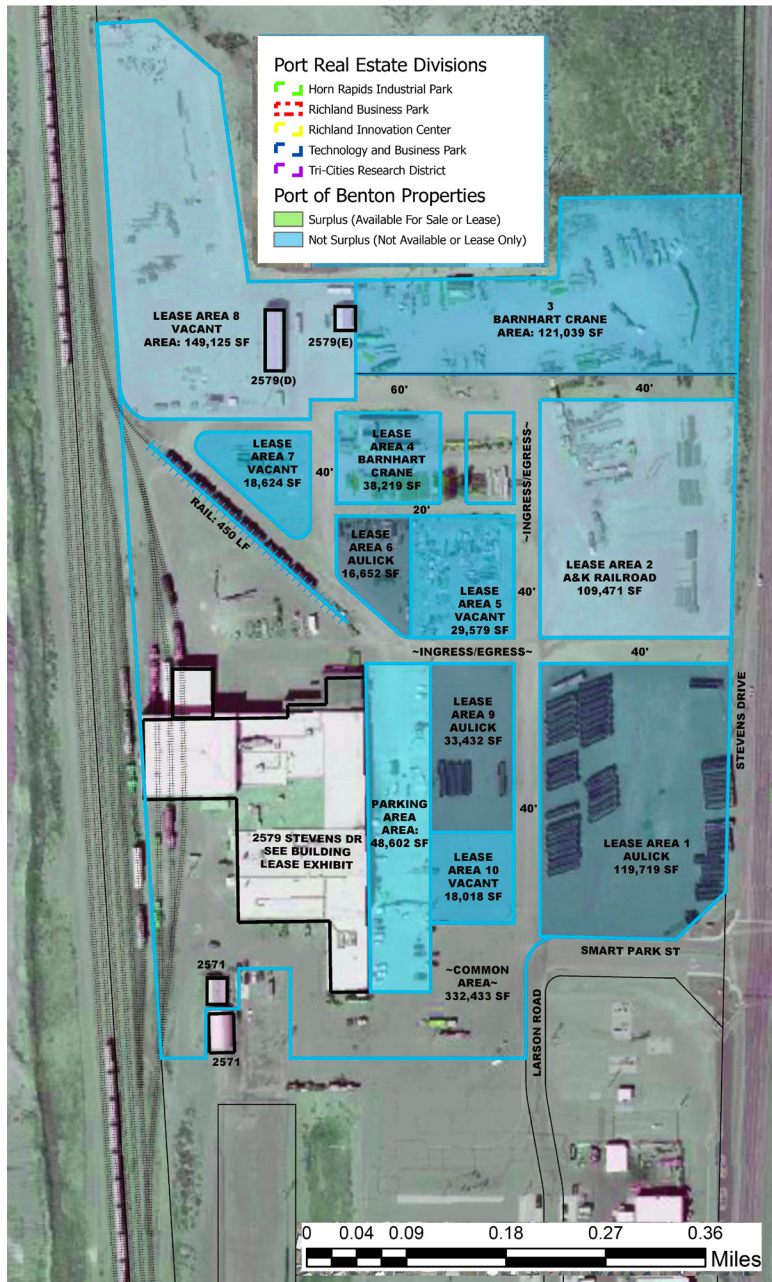 Port Real Estate Divisions
Horn Rapids Industrial Park
Richland Business Park
Richland Innovation Center
Technology and Business Park
Tri-Cities Research District
Port of Benton Properties
Surplus (Available For Sale or Lease)
Not Surplus (Not Available or Lease Only)
LEASE AREA 8
VACANT
AREA: 149,125 SF
2579(D)
2579(E)
3
BARNHART CRANE
AREA: 121,039 SF
60'
40'
LEASE
AREA 7
VACANT
18,624 SF
40'
LEASE
AREA 4
BARNHART
CRANE
38,219 SF
20'
~INGRESS/EGRESS~
RAIL: 450 LF
LEASE
AREA 6
AULICK
16,652 SF
LEASE
AREA 5
VACANT
29,579 SF
40'
LEASE AREA 2
A&K RAILROAD
109,471 SF
~INGRESS/EGRESS~
40'
STEVENS DRIVE
LEASE
AREA 9
AULICK
33,432 SF
40'
PARKING
AREA
AREA:
48,602 SF
2579 STEVENS DR
SEE BUILDING
LEASE EXHIBIT
LEASE
AREA 10
VACANT
18,018 SF
LEASE AREA 1
AULICK
119,719 SF
SMART PARK ST
~COMMON
AREA~
332,433 SF
2571
2571
LARSON ROAD
0 0.04 0.09 0.18 0.27 0.36
Miles